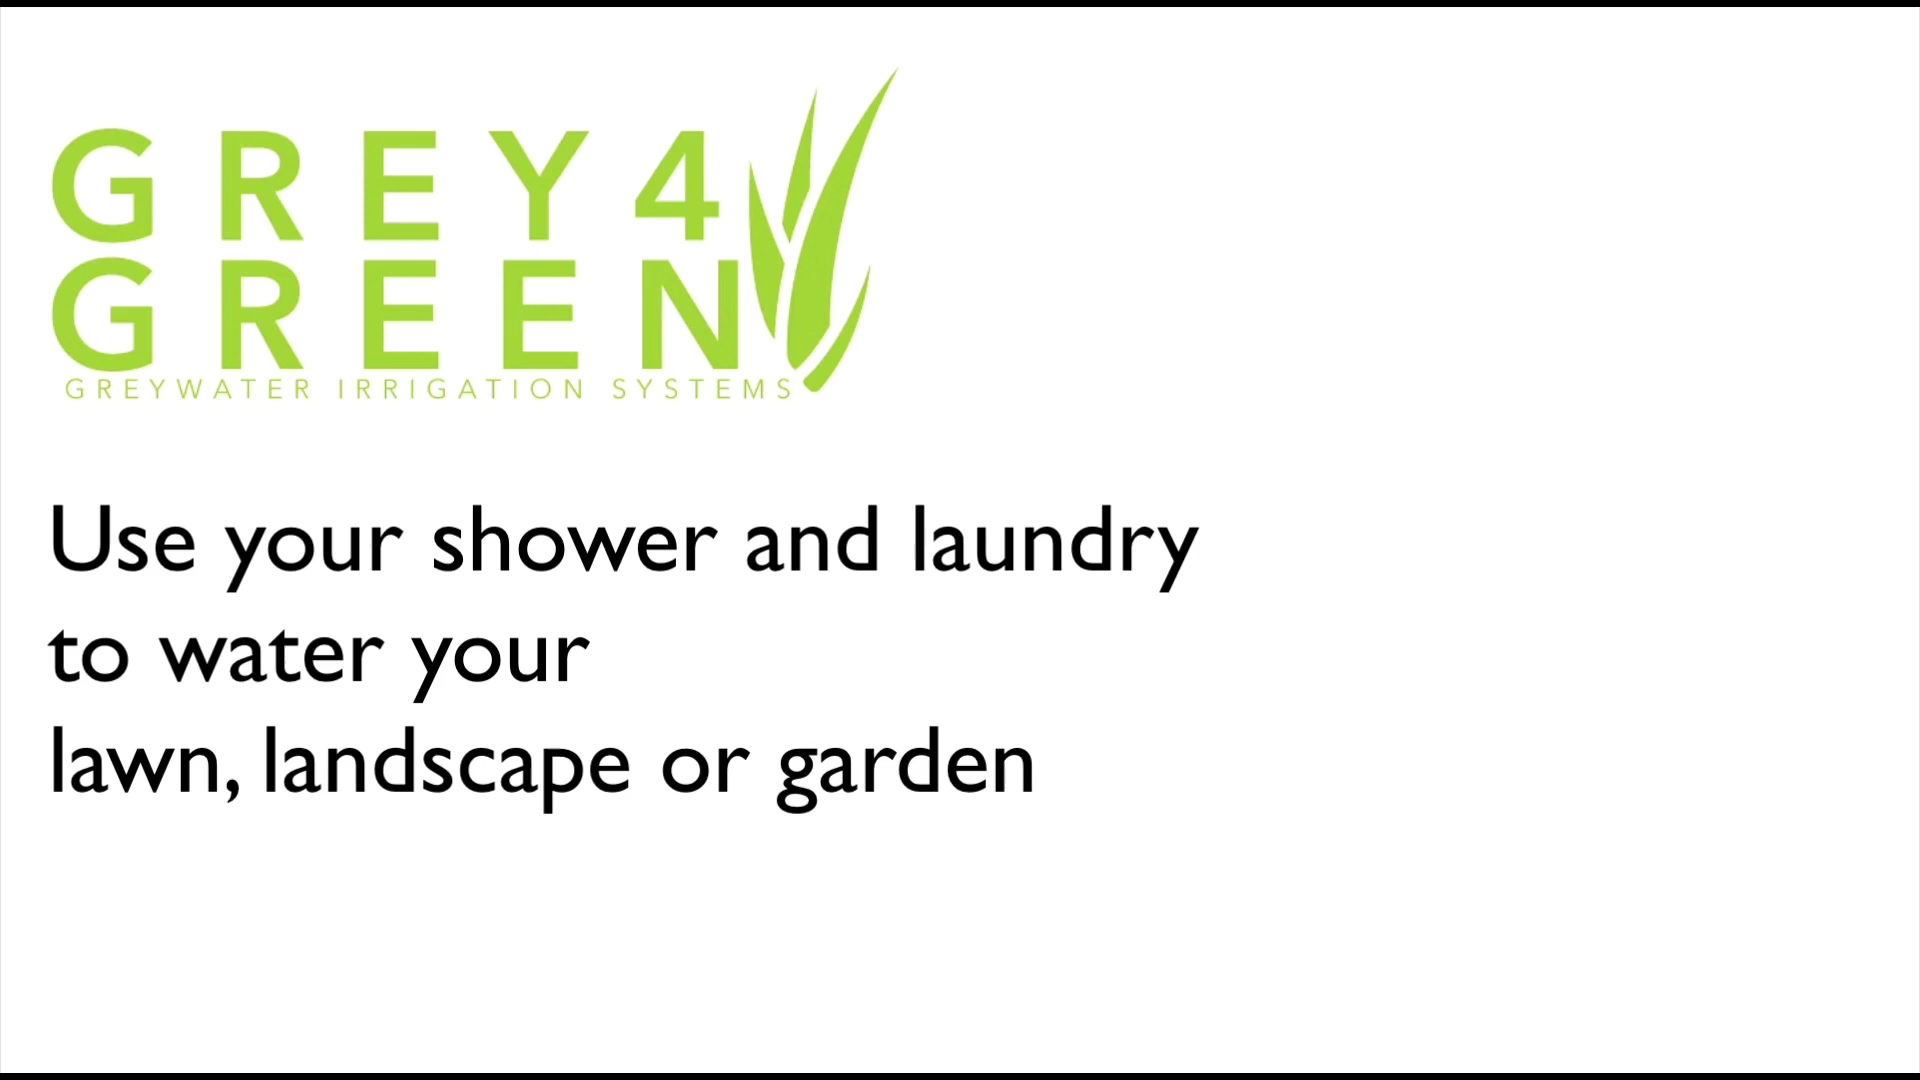 GREY4
GREEN
GREYWATER IRRIGATION SYSTEMS
Use your shower and laundry
to water your
lawn, landscape or garden